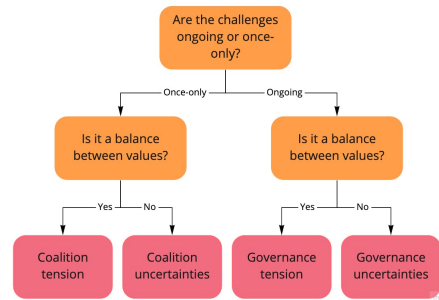 Are the challenges
ongoing or once-
only?
Once-only
Ongoing
Is it a balance
between values?
Is it a balance
between values?
Yes
No
Yes
No
Coalition
tension
Coalition
uncertainties
Governance
tension
Governance
uncertainties